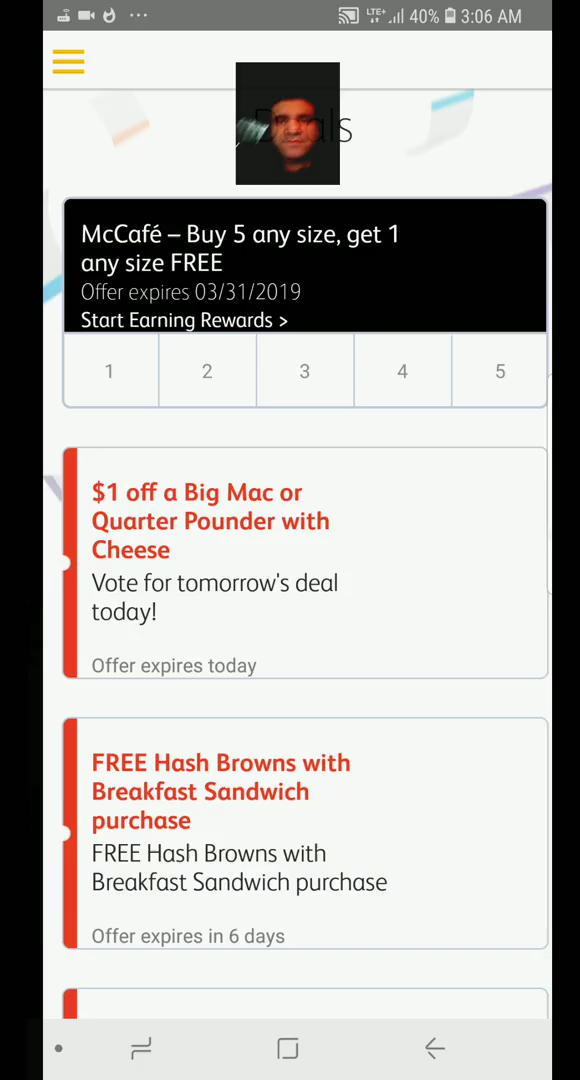 LTE+ 40% 3:06 AM
Deals
McCafé – Buy 5 any size, get 1
any size FREE
Offer expires 03/31/2019
Start Earning Rewards >
1 2 3 4 5
$1 off a Big Mac or
Quarter Pounder with
Cheese
Vote for tomorrow's deal
today!
Offer expires today
FREE Hash Browns with
Breakfast Sandwich
purchase
FREE Hash Browns with
Breakfast Sandwich purchase
Offer expires in 6 days